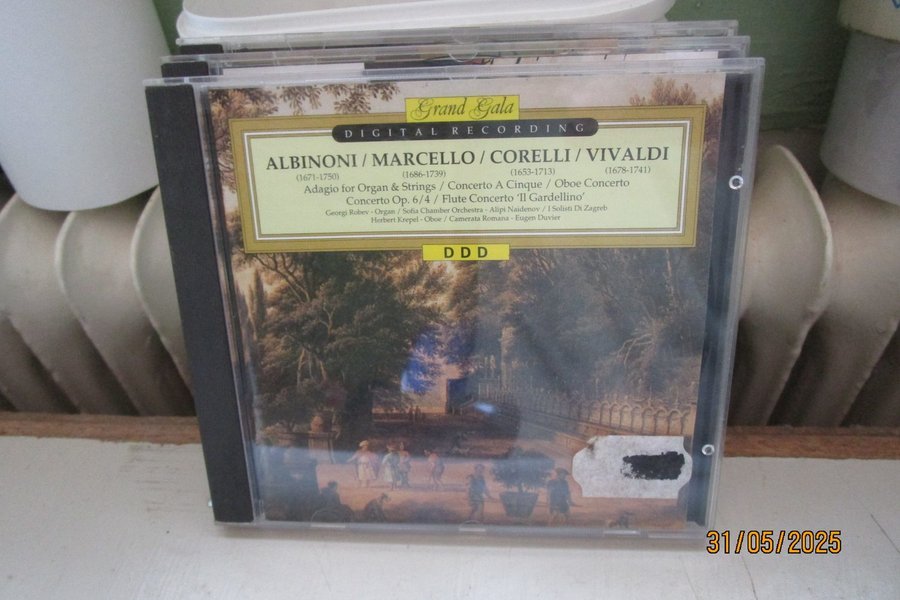 Grand Gala
DIGITAL RECORDING
ALBINONI / MARCELLO / CORELLI / VIVALDI
(1671-1750) (1686-1739) (1653-1713) (1678-1741)
Adagio for Organ & Strings / Concerto A Cinque / Oboe Concerto
Concerto Op. 6/4 / Flute Concerto 'Il Gardellino'
Georgi Robev - Organ / Sofia Chamber Orchestra - Alipi Naidenov / I Solisti Di Zagreb
Herbert Krepel - Oboe / Camerata Romana - Eugen Duvier
DDD
31/05/2025